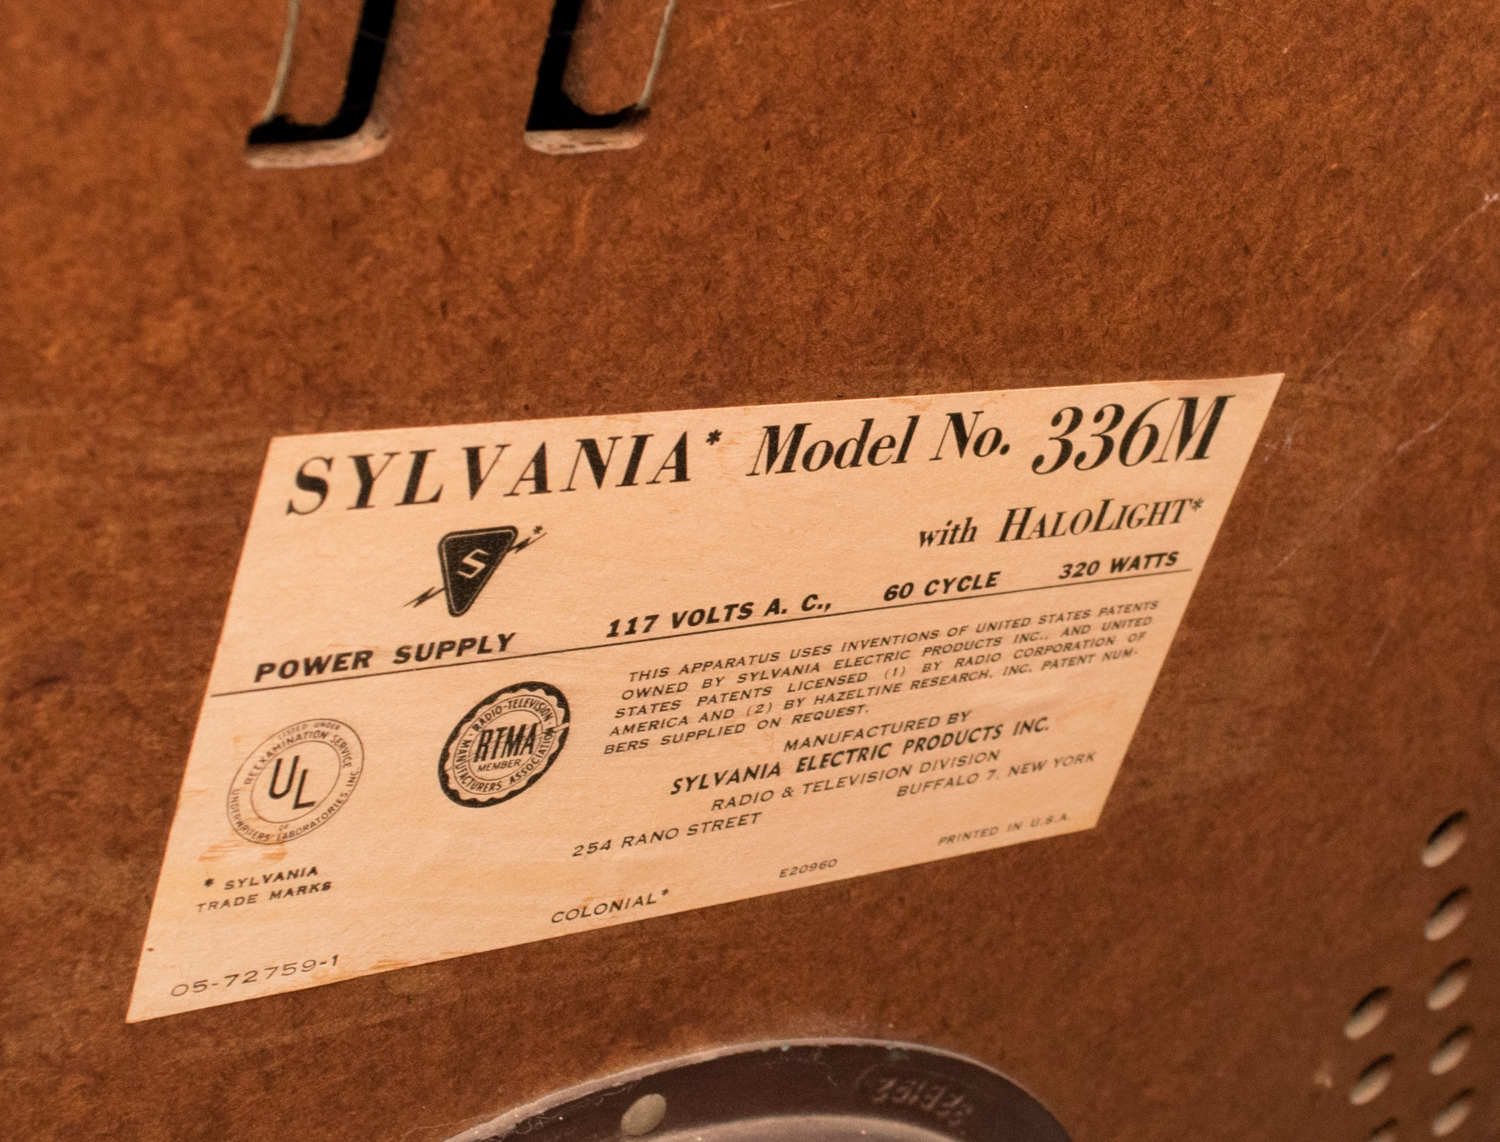 SYLVANIA* Model No. 336M
with HALOLIGHT*
S *
POWER SUPPLY 117 VOLTS A. C., 60 CYCLE 320 WATTS
THIS APPARATUS USES INVENTIONS OF UNITED STATES PATENTS
OWNED BY SYLVANIA ELECTRIC PRODUCTS INC., AND UNITED
STATES PATENTS LICENSED (1) BY RADIO CORPORATION OF
AMERICA AND (2) BY HAZELTINE RESEARCH, INC. PATENT NUM-
BERS SUPPLIED ON REQUEST.
LISTED UNDER
REEXAMINATION SERVICE
UL
OF
UNDERWRITERS' LABORATORIES, INC.
RADIO-TELEVISION
RTMA
MEMBER
MANUFACTURERS ASSOCIATION
MANUFACTURED BY
SYLVANIA ELECTRIC PRODUCTS INC.
RADIO & TELEVISION DIVISION
254 RANO STREET BUFFALO 7, NEW YORK
* SYLVANIA
TRADE MARKS
COLONIAL* E20960 PRINTED IN U.S.A.
05-72759-1